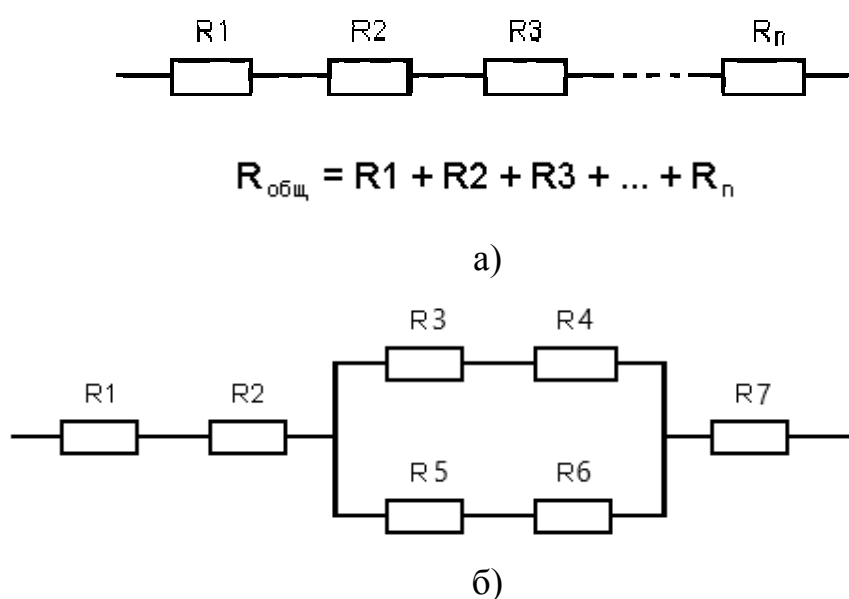 R1 R2 R3 Rn
Rобщ = R1 + R2 + R3 + ... + Rn
а)
R3 R4
R1 R2 R7
R5 R6
б)